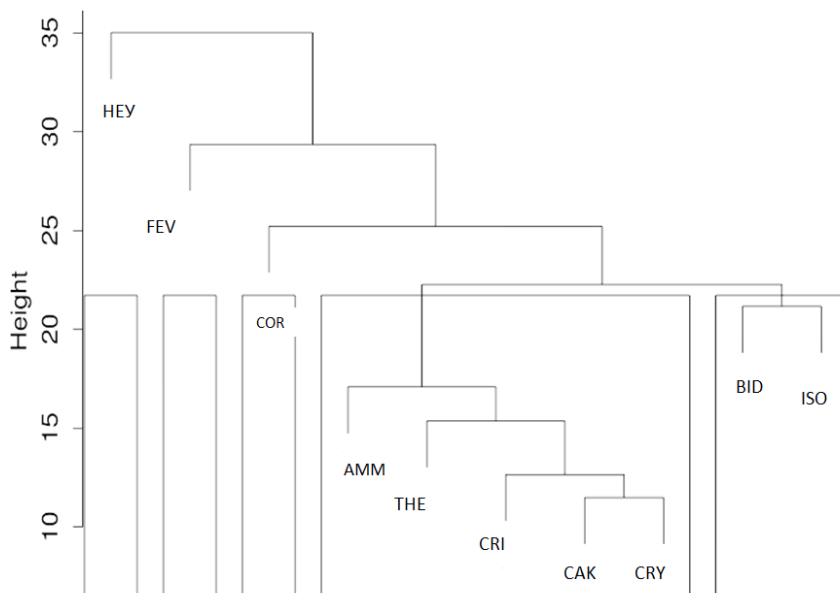 35
HEY
30
FEV
25
Height
COR
20
BID
ISO
15
AMM
THE
10
CRI
CAK
CRY